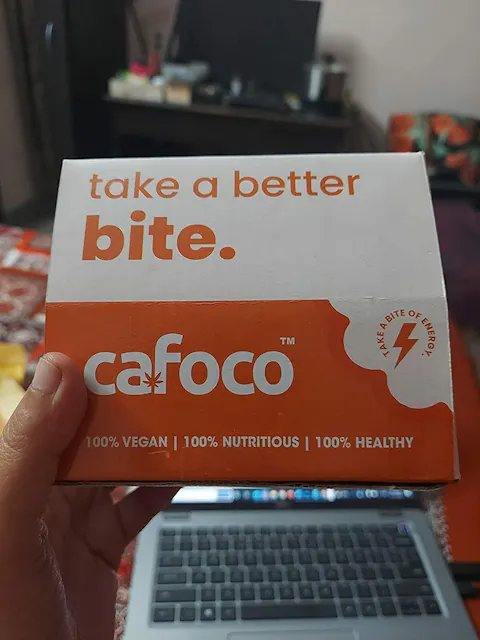 take a better
bite.
TAKE A BITE OF ENERGY.
cafoco™
100% VEGAN | 100% NUTRITIOUS | 100% HEALTHY